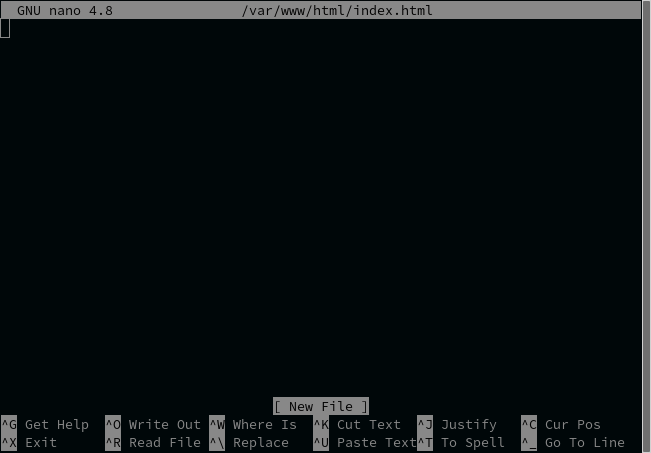 GNU nano 4.8 /var/www/html/index.html
[ New File ]
^G Get Help ^O Write Out ^W Where Is ^K Cut Text ^J Justify ^C Cur Pos
^X Exit ^R Read File ^\ Replace ^U Paste Text^T To Spell ^_ Go To Line